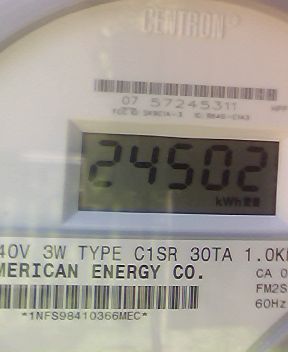 CENTRON
07 57245311
24502
kWh
40V 3W TYPE C1SR 30TA 1.0K
MERICAN ENERGY CO.
CA 0
FM2S
60Hz
*1NFS98410366MEC*